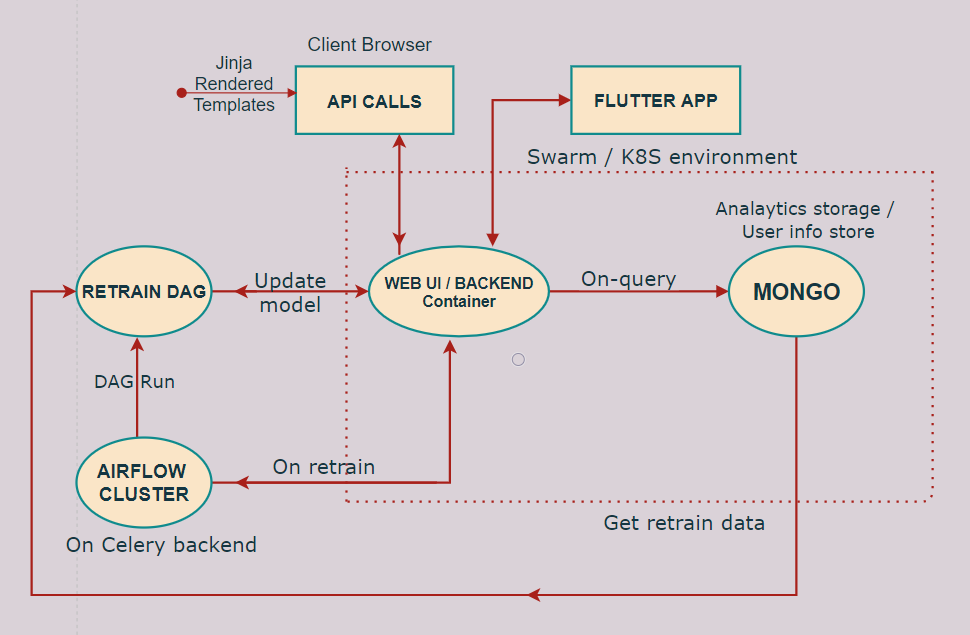 Client Browser
Jinja
Rendered
Templates
API CALLS
FLUTTER APP
Swarm / K8S environment
Analaytics storage /
User info store
RETRAIN DAG
Update
model
WEB UI / BACKEND
Container
On-query
MONGO
DAG Run
AIRFLOW
CLUSTER
On retrain
On Celery backend
Get retrain data